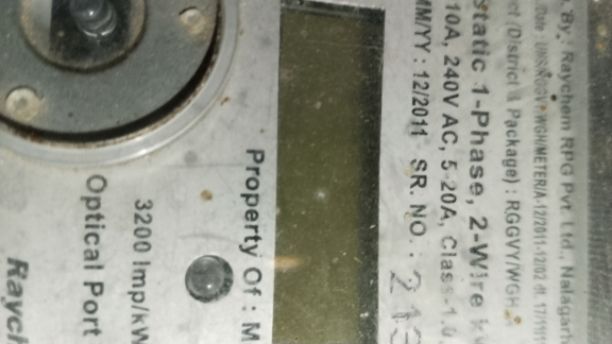 By : Raychem RPG Pvt. Ltd., Nalagarh
Package) : RGGVY/WGH
static 1-Phase, 2-Wire
10A, 240V AC, 5-20A, Class-1.0
MM/YY : 12/2011 SR. NO. : 213
Property Of : M
3200 Imp/kW
Optical Port
Raych